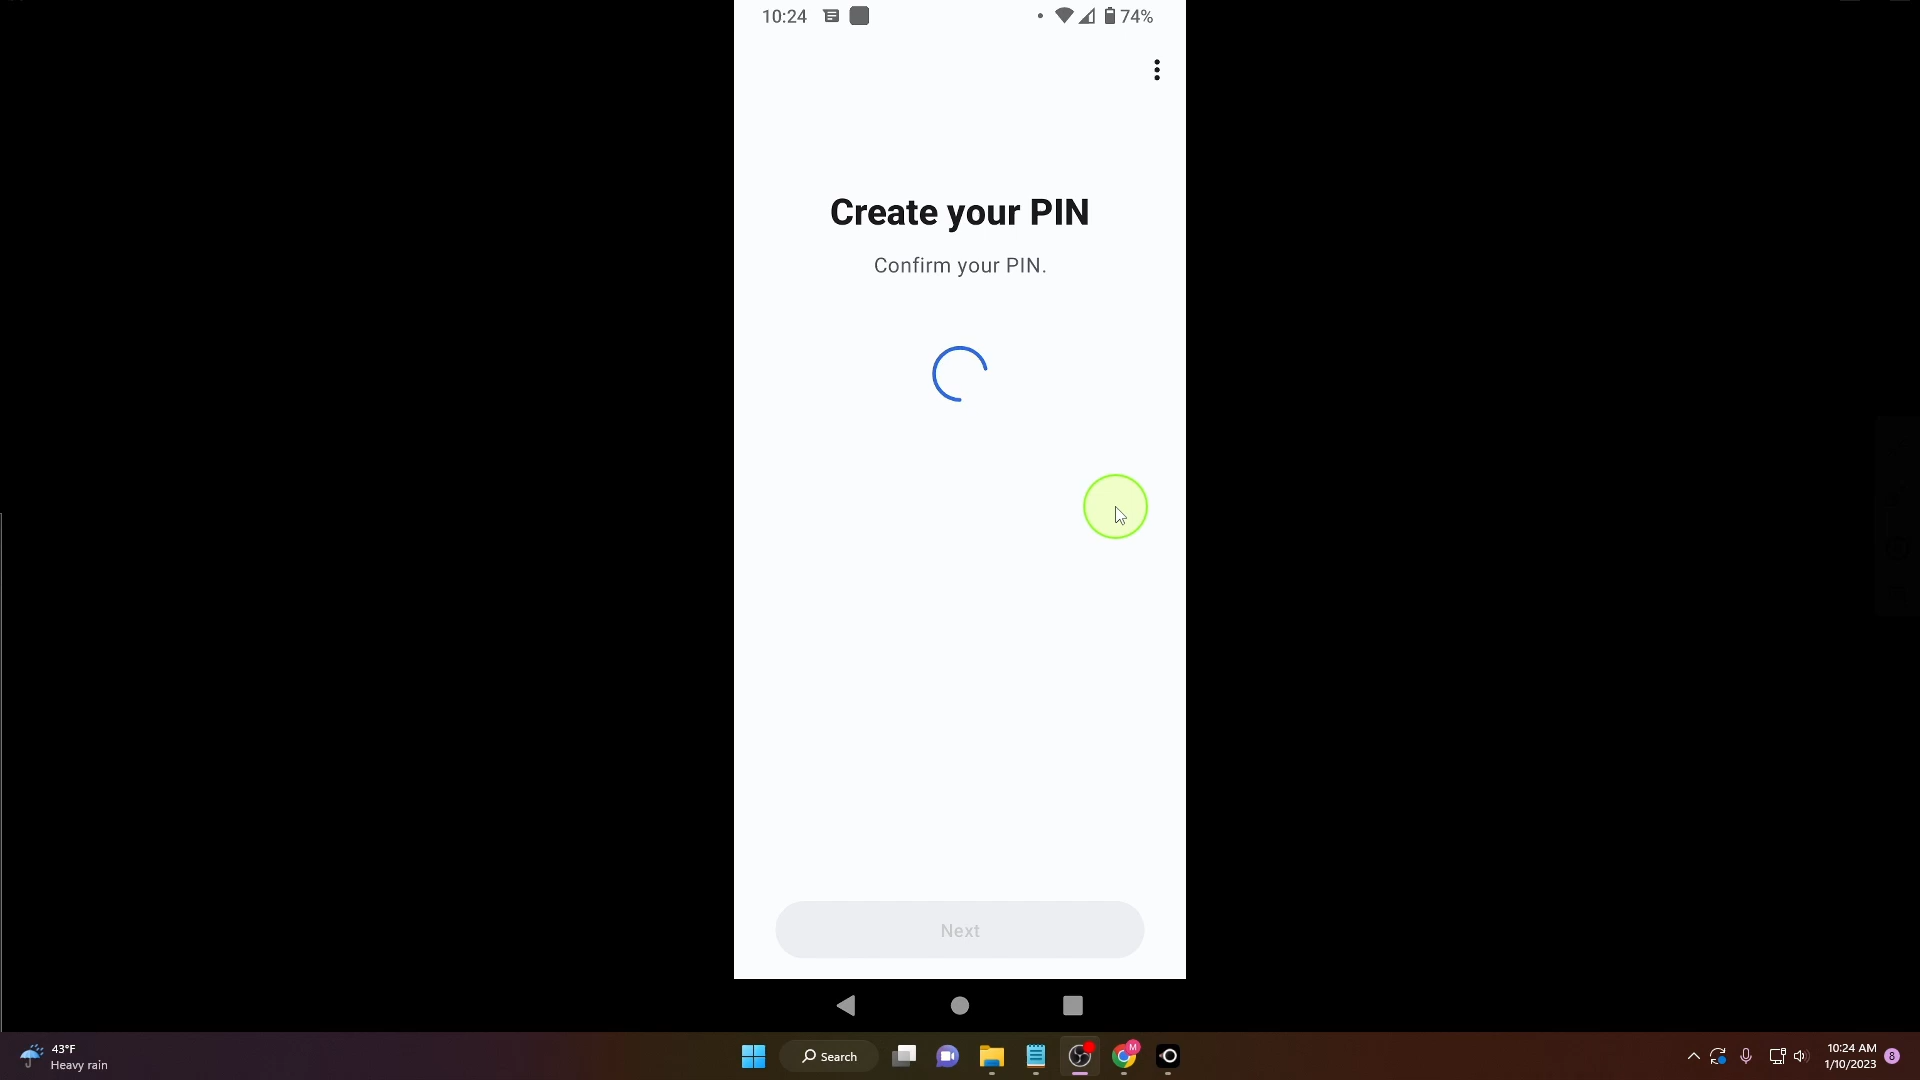 10:24
74%
Create your PIN
Confirm your PIN.
Next
43°F
Heavy rain
Search
M
10:24 AM
1/10/2023
8